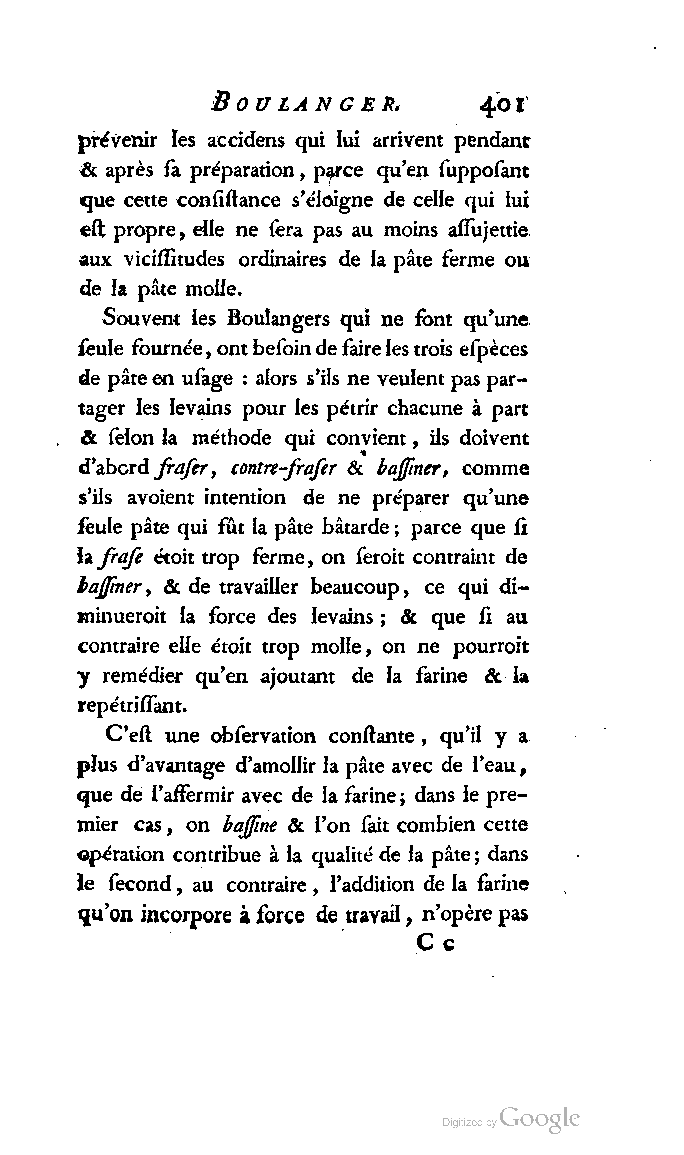 BOULANGER. 401
prévenir les accidens qui lui arrivent pendant
& après ſa préparation, parce qu'en ſuppoſant
que cette conſiſtance s'éloigne de celle qui lui
eſt propre, elle ne ſera pas au moins aſſujettie
aux viciſſitudes ordinaires de la pâte ferme ou
de la pâte molle.
Souvent les Boulangers qui ne font qu'une
ſeule fournée, ont beſoin de faire les trois eſpèces
de pâte en uſage : alors s'ils ne veulent pas par-
tager les levains pour les pétrir chacune à part
& ſelon la méthode qui convient, ils doivent
d'abord fraſer, contre-fraſer & baſſiner, comme
s'ils avoient intention de ne préparer qu'une
ſeule pâte qui fût la pâte bâtarde; parce que ſi
la fraſe étoit trop ferme, on ſeroit contraint de
baſſiner, & de travailler beaucoup, ce qui di-
minueroit la force des levains; & que ſi au
contraire elle étoit trop molle, on ne pourroit
y remédier qu'en ajoutant de la farine & la
repétriſſant.
C'eſt une obſervation conſtante, qu'il y a
plus d'avantage d'amollir la pâte avec de l'eau,
que de l'affermir avec de la farine; dans le pre-
mier cas, on baſſine & l'on ſait combien cette
opération contribue à la qualité de la pâte; dans
le ſecond, au contraire, l'addition de la farine
qu'on incorpore à force de travail, n'opère pas
C c
Digitized by Google